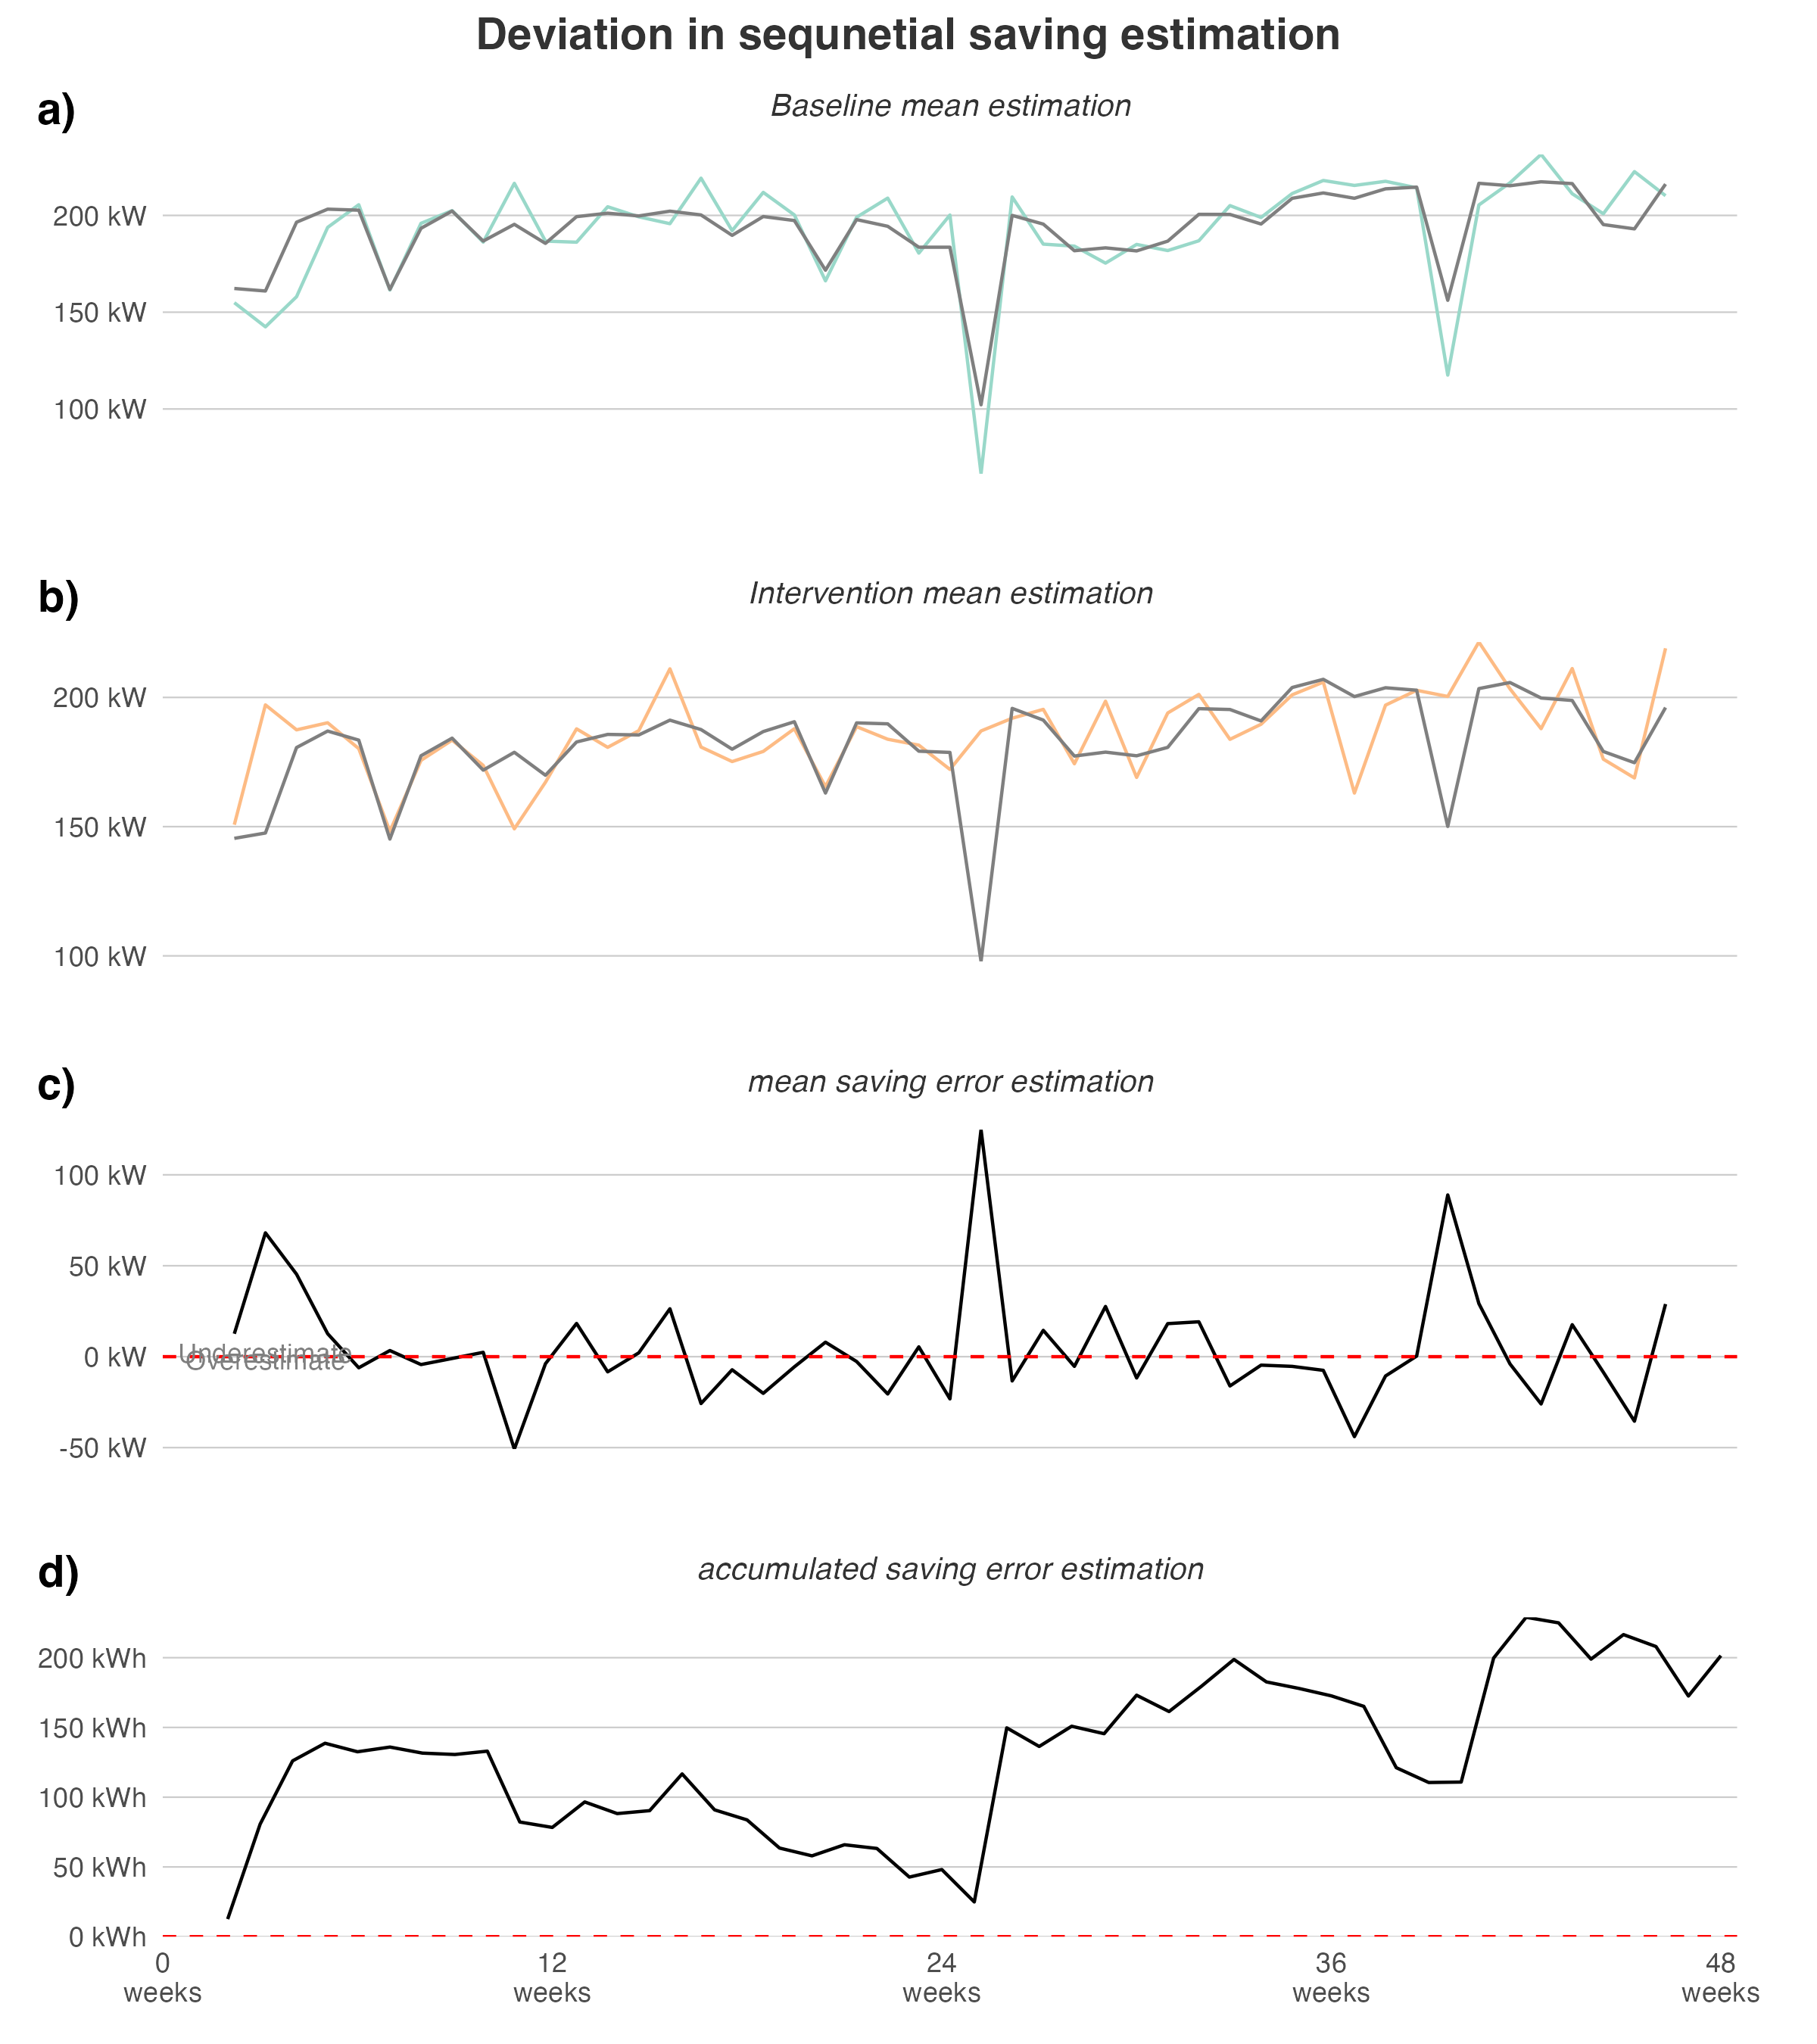 Deviation in sequnetial saving estimation
a)
Baseline mean estimation
200 kW
150 kW
100 kW
b)
Intervention mean estimation
200 kW
150 kW
100 kW
c)
mean saving error estimation
100 kW
50 kW
Underestimate
0 kW
Overestimate
-50 kW
d)
accumulated saving error estimation
200 kWh
150 kWh
100 kWh
50 kWh
0 kWh
0 12 24 36 48
weeks weeks weeks weeks weeks